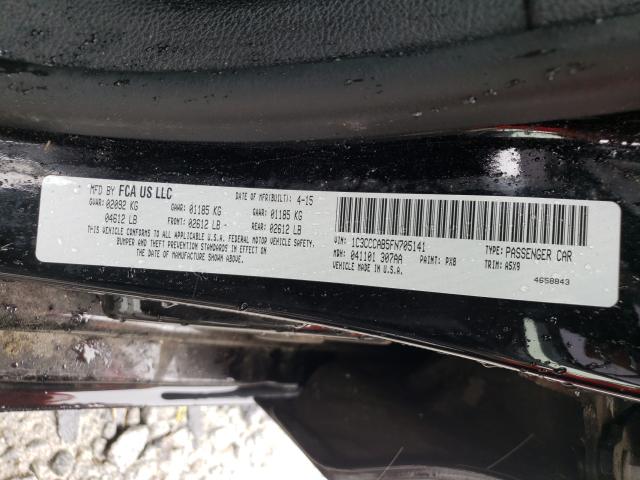 MFD BY FCA US LLC DATE OF MFR(BUILT): 4-15
GVWR: 02092 KG GAWR: 01185 KG GAWR: 01185 KG
04612 LB FRONT: 02612 LB REAR: 02612 LB
THIS VEHICLE CONFORMS TO ALL APPLICABLE U.S.A. FEDERAL MOTOR VEHICLE SAFETY,
BUMPER AND THEFT PREVENTION STANDARDS IN EFFECT ON THE
DATE OF MANUFACTURE SHOWN ABOVE.
VIN: 1C3CCCAB5FN705141 TYPE: PASSENGER CAR
MDH: 041101 307AA PAINT: PX8 TRIM: A5X9
VEHICLE MADE IN U.S.A.
4658843